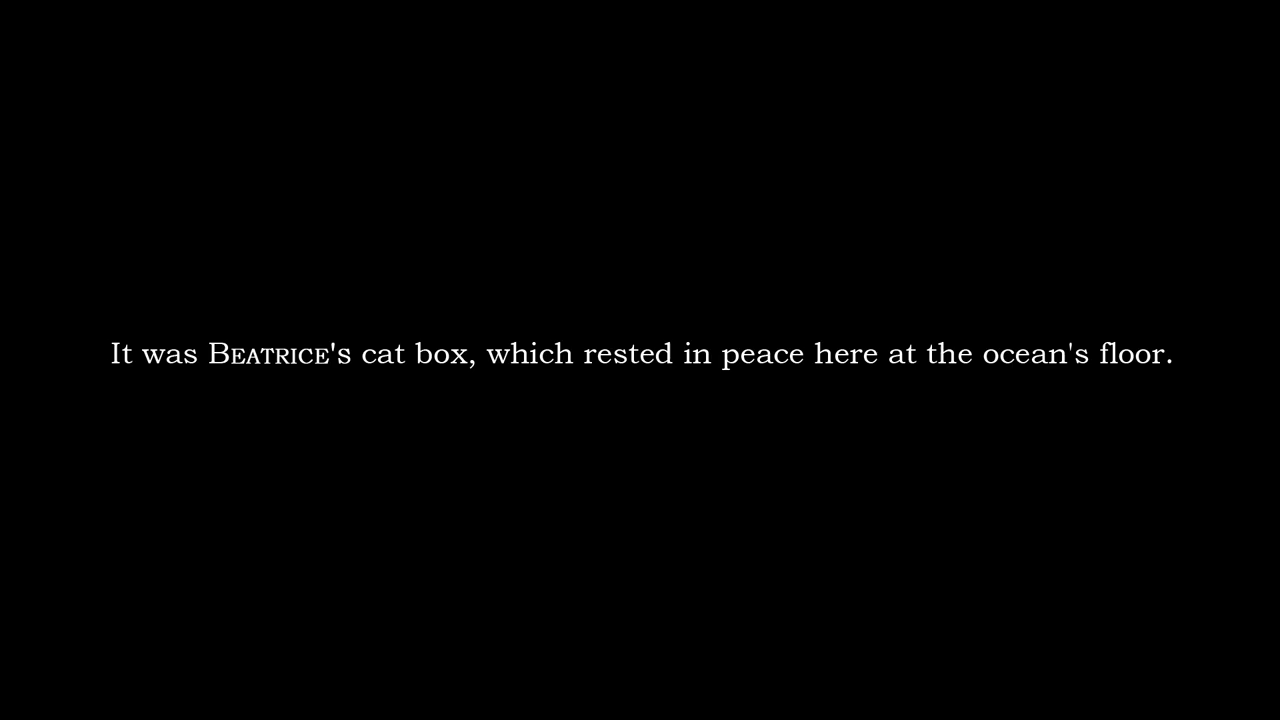 It was BEATRICE's cat box, which rested in peace here at the ocean's floor.